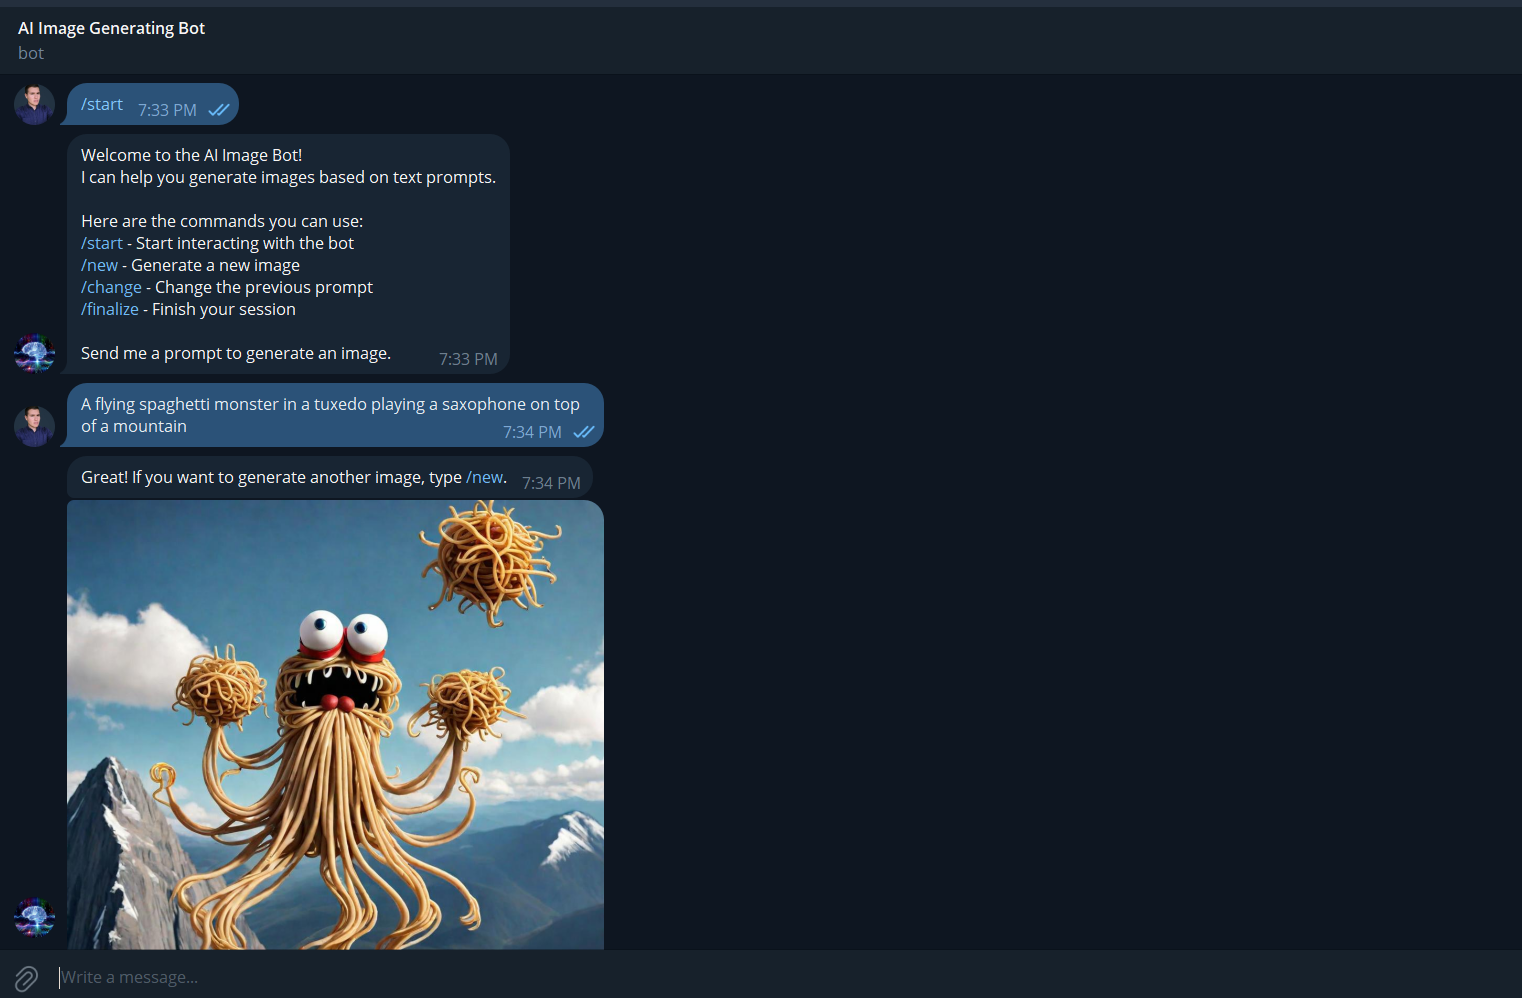 AI Image Generating Bot
bot
/start 7:33 PM
Welcome to the AI Image Bot!
I can help you generate images based on text prompts.
Here are the commands you can use:
/start - Start interacting with the bot
/new - Generate a new image
/change - Change the previous prompt
/finalize - Finish your session
Send me a prompt to generate an image. 7:33 PM
A flying spaghetti monster in a tuxedo playing a saxophone on top
of a mountain 7:34 PM
Great! If you want to generate another image, type /new. 7:34 PM
Write a message...